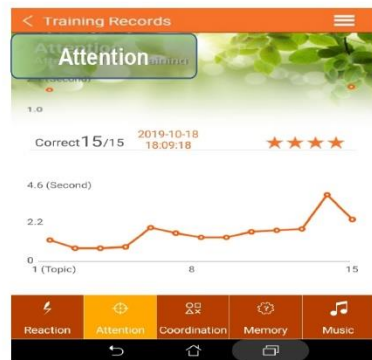 Training Records
Attention
1.0
Correct 15/15 2019-10-18
18:09:18
4.6 (Second)
2.2
0
1 (Topic) 8 15
Reaction Attention Coordination Memory Music